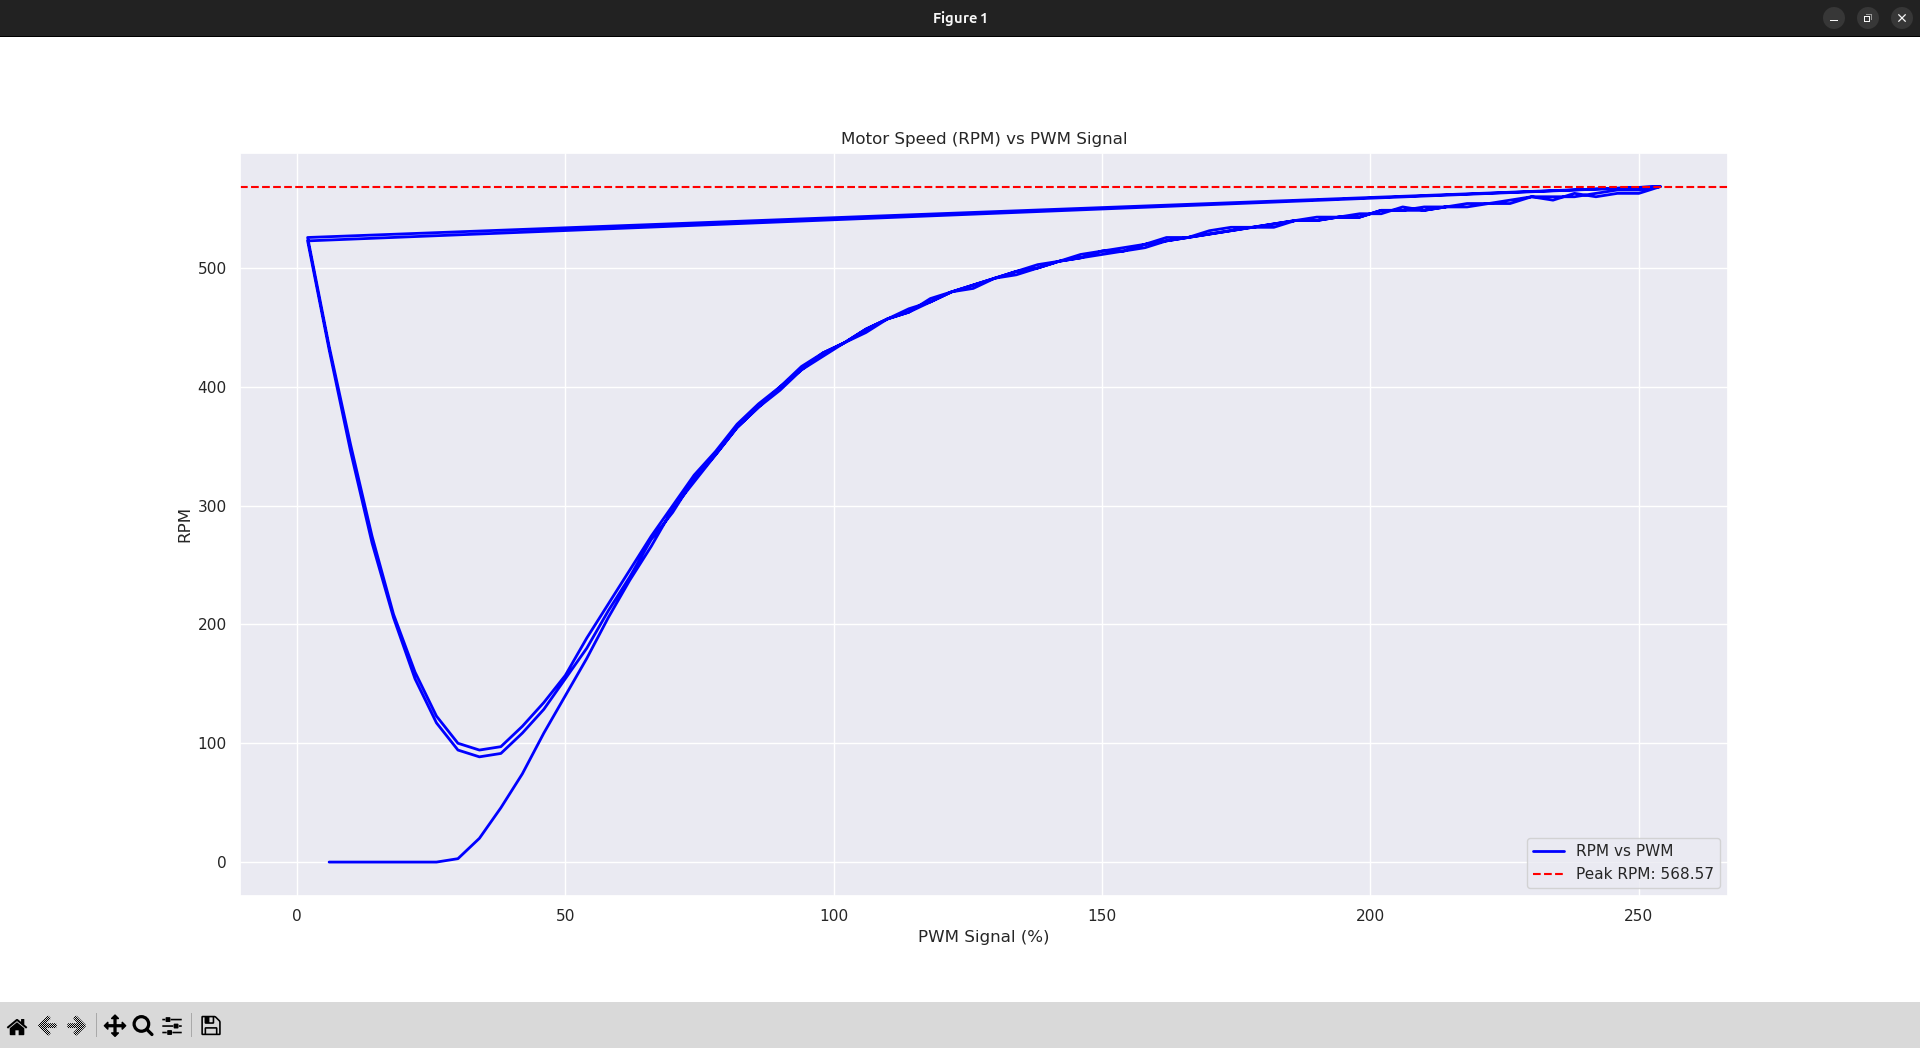 Figure 1
Motor Speed (RPM) vs PWM Signal
RPM
500
400
300
200
100
0
0 50 100 150 200 250
PWM Signal (%)
RPM vs PWM
Peak RPM: 568.57